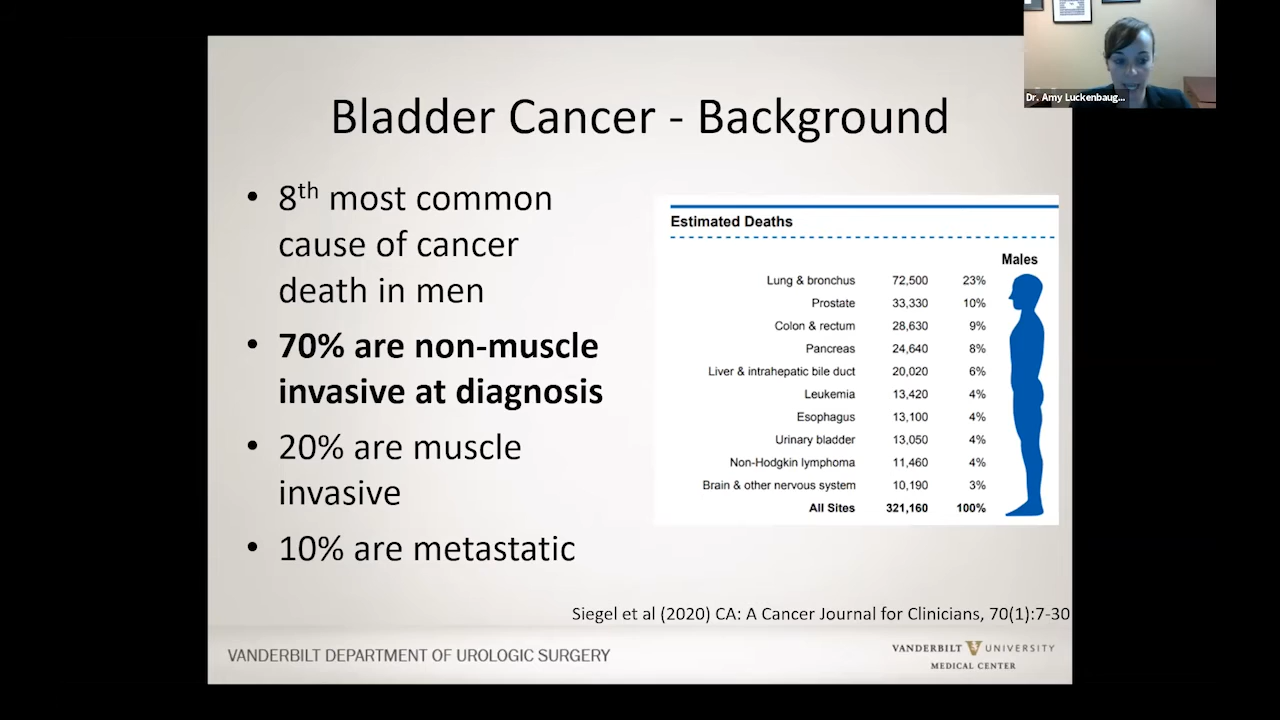 Dr. Amy Luckenbaug...
Bladder Cancer - Background
• 8th most common
cause of cancer
death in men
• 70% are non-muscle
invasive at diagnosis
• 20% are muscle
invasive
• 10% are metastatic
Estimated Deaths
Males
Lung & bronchus 72,500 23%
Prostate 33,330 10%
Colon & rectum 28,630 9%
Pancreas 24,640 8%
Liver & intrahepatic bile duct 20,020 6%
Leukemia 13,420 4%
Esophagus 13,100 4%
Urinary bladder 13,050 4%
Non-Hodgkin lymphoma 11,460 4%
Brain & other nervous system 10,190 3%
All Sites 321,160 100%
Siegel et al (2020) CA: A Cancer Journal for Clinicians, 70(1):7-30
VANDERBILT DEPARTMENT OF UROLOGIC SURGERY
VANDERBILT V UNIVERSITY
MEDICAL CENTER